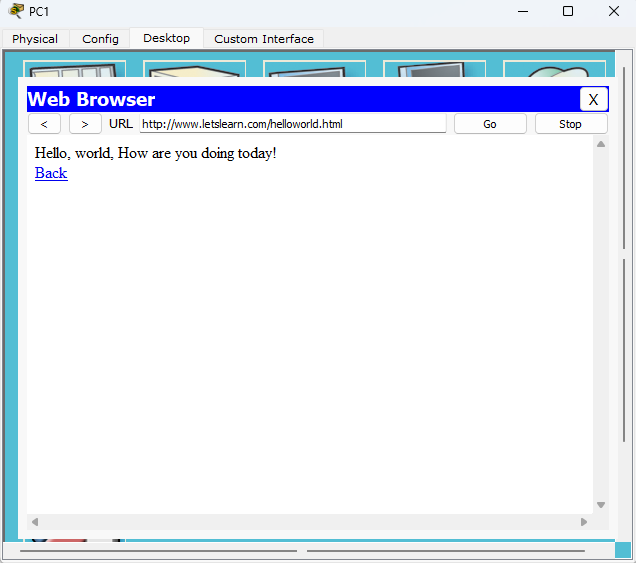 PC1
Physical Config Desktop Custom Interface
Web Browser X
< > URL http://www.letslearn.com/helloworld.html Go Stop
Hello, world, How are you doing today!
Back